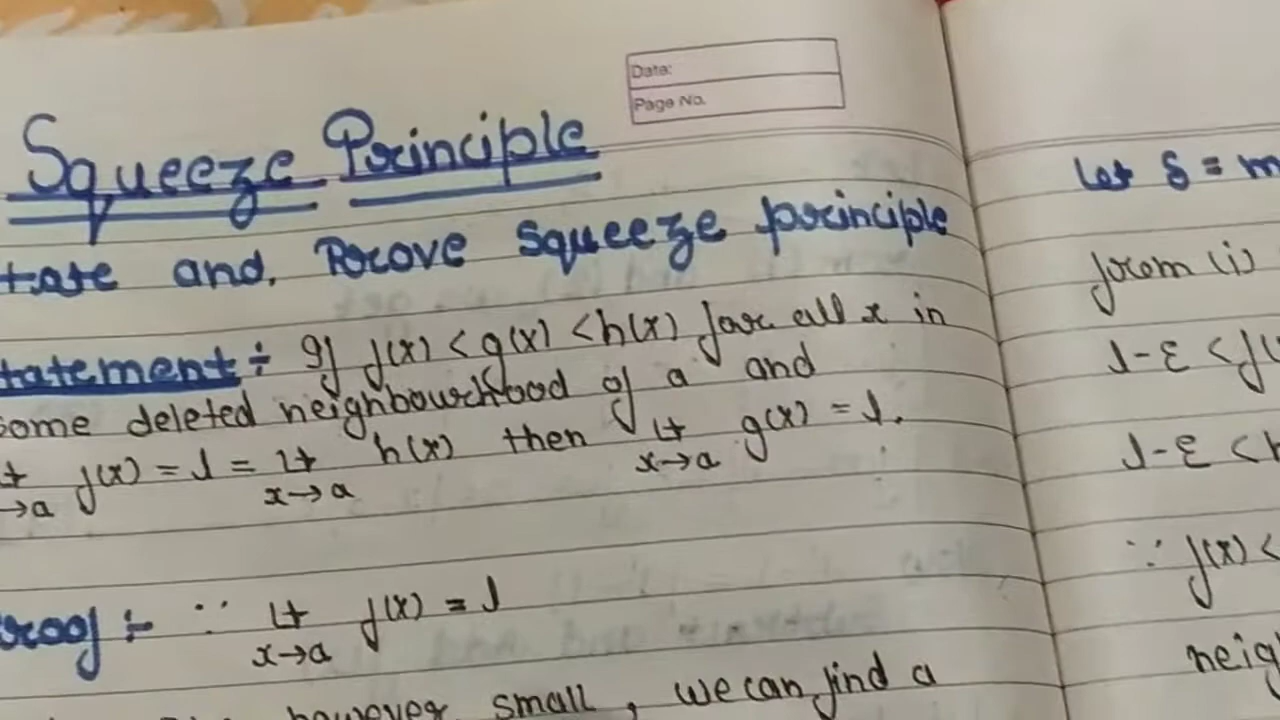 Date:
Page No.
Squeeze Principle
tate and. Prove squeeze principle
tatement÷ If f(x) < g(x) < h(x) for all x in
some deleted neighbourhood of a and
lt f(x) = l = lt h(x) then lt g(x) = l.
→a x→a x→a
roof :- ∵ lt f(x) = l
x→a
however small, we can find a
Let δ = m
from (i)
l-ε < f(
l-ε < h
∵ f(x) <
neig